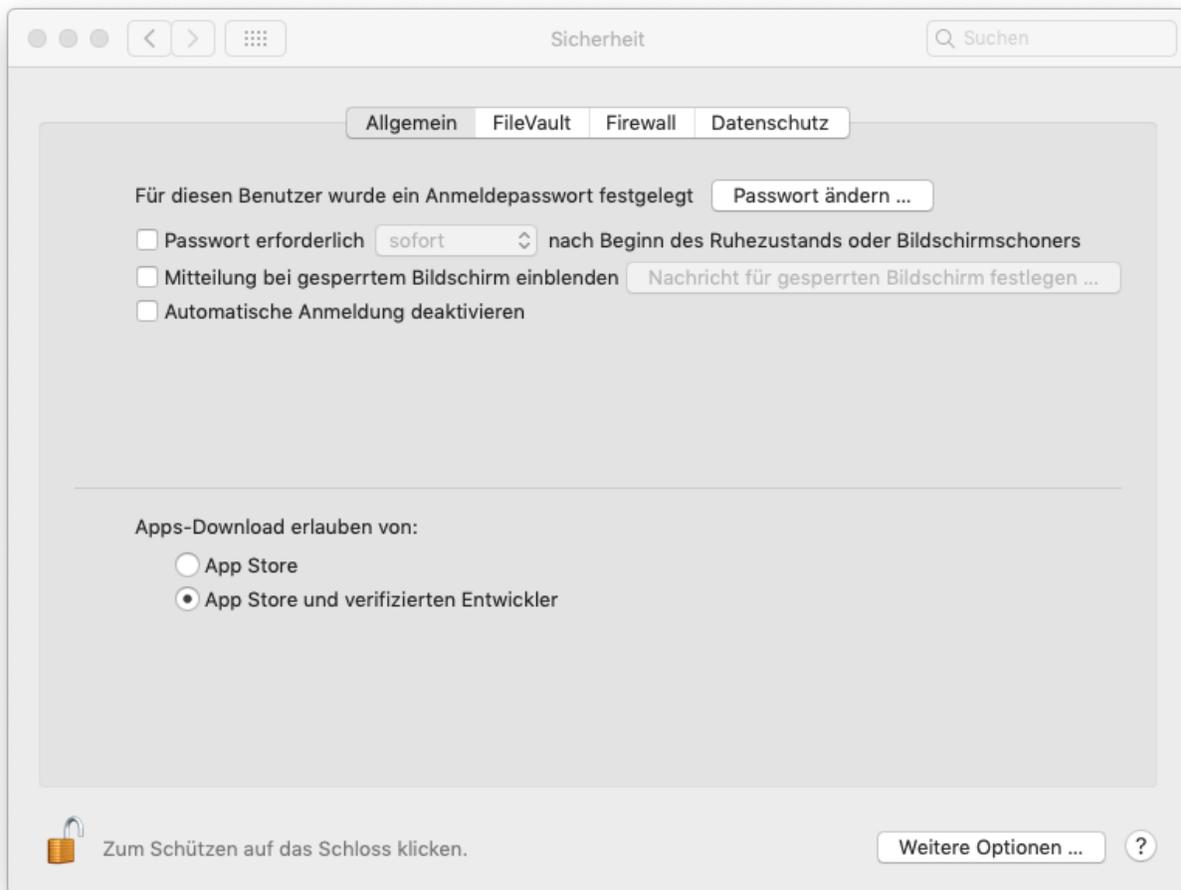 Sicherheit
Suchen
Allgemein FileVault Firewall Datenschutz
Für diesen Benutzer wurde ein Anmeldepasswort festgelegt Passwort ändern ...
Passwort erforderlich sofort nach Beginn des Ruhezustands oder Bildschirmschoners
Mitteilung bei gesperrtem Bildschirm einblenden Nachricht für gesperrten Bildschirm festlegen ...
Automatische Anmeldung deaktivieren
Apps-Download erlauben von:
App Store
App Store und verifizierten Entwickler
Zum Schützen auf das Schloss klicken.
Weitere Optionen ... ?